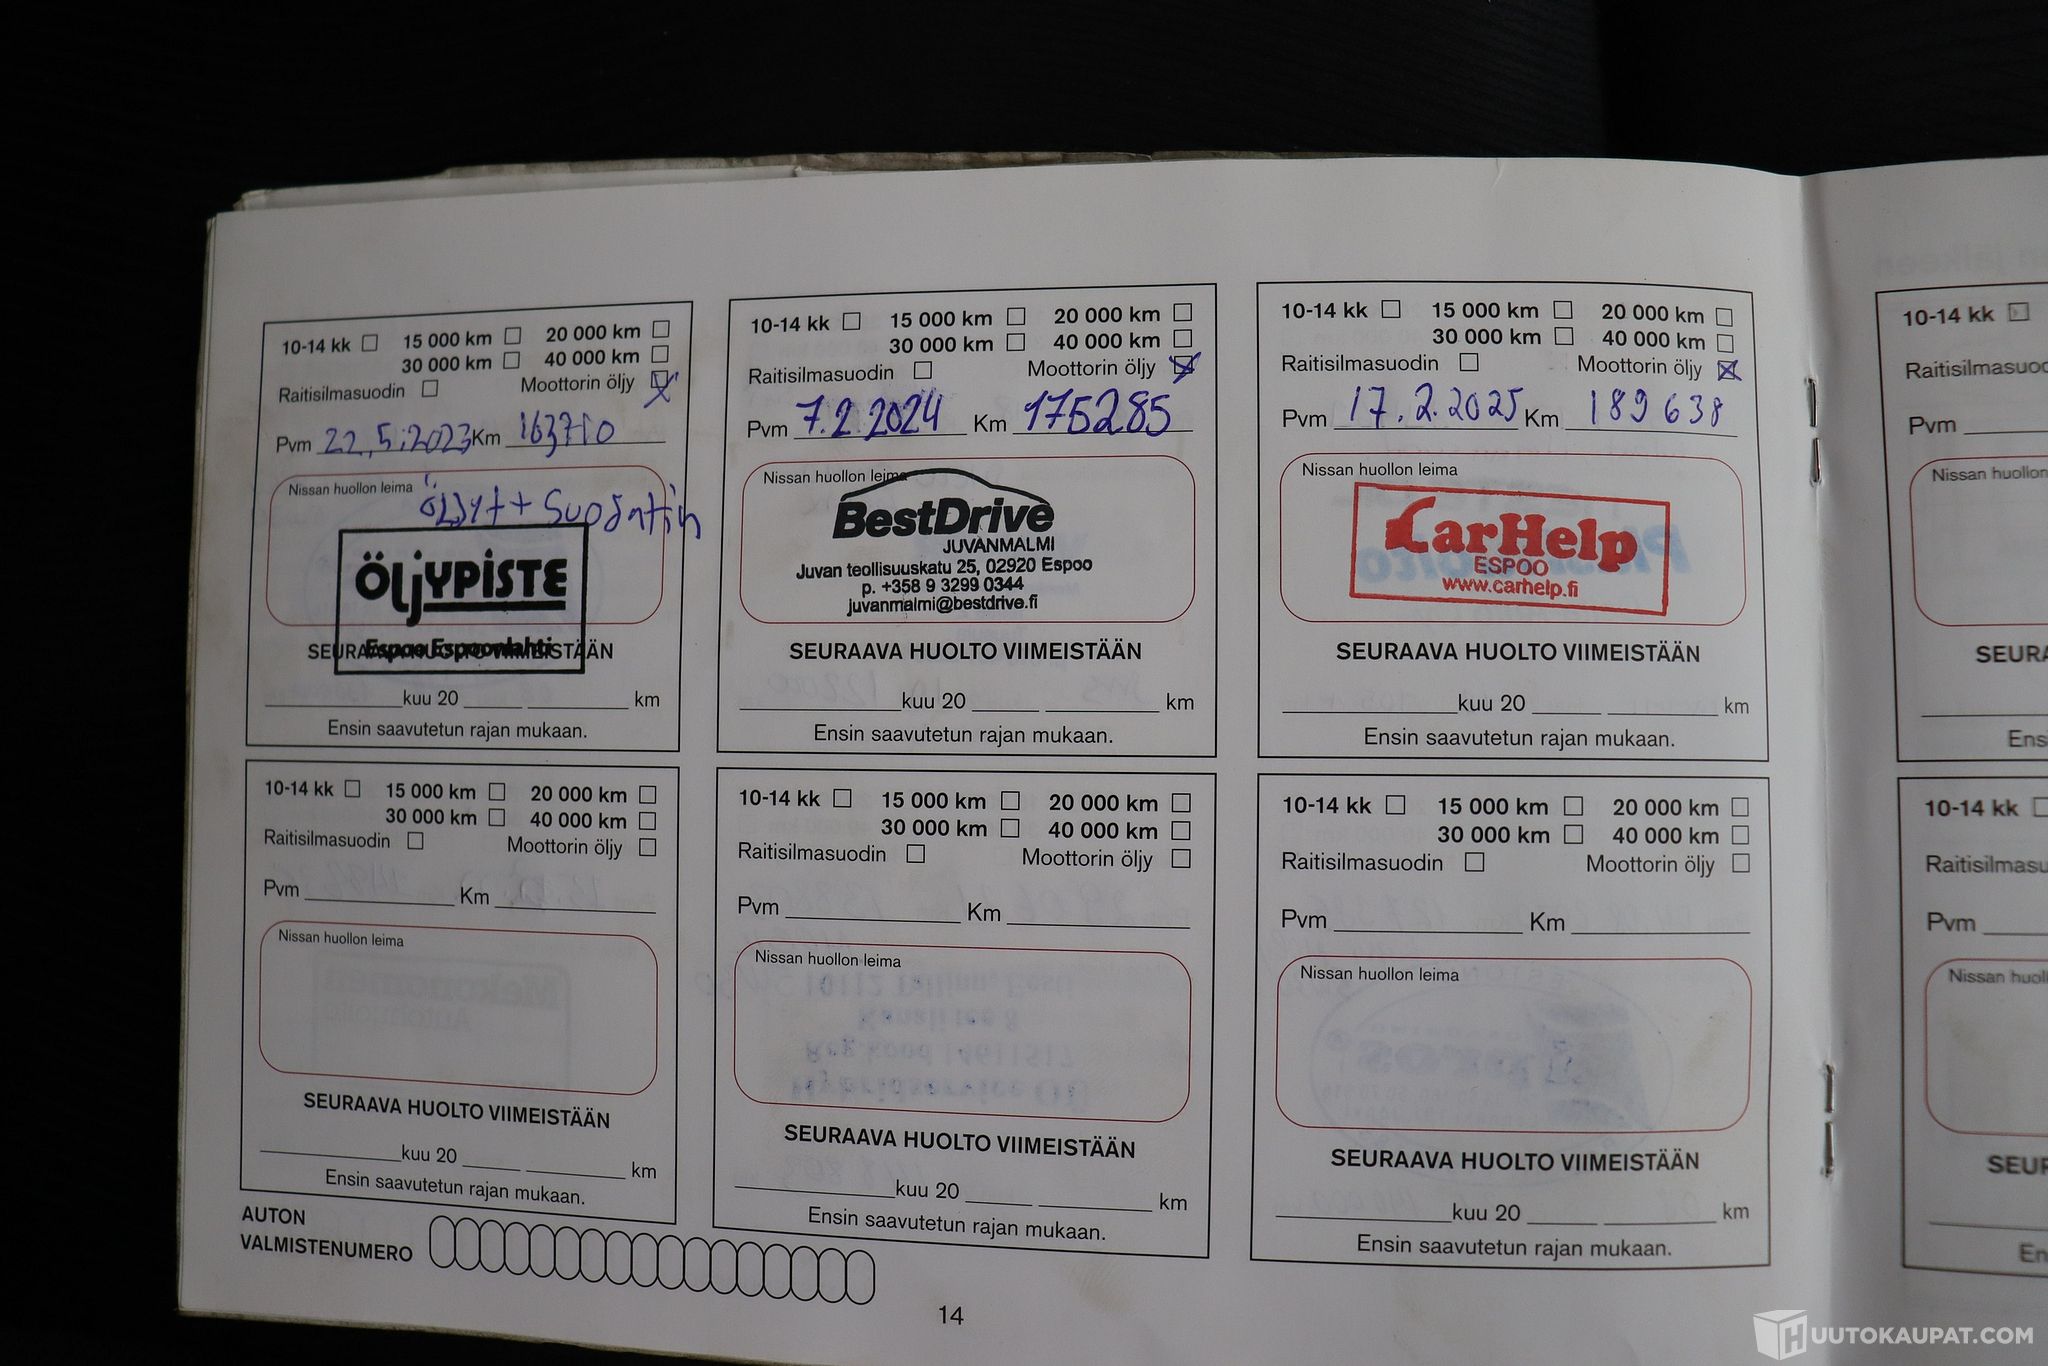 10-14 kk 15 000 km 20 000 km
30 000 km 40 000 km
Raitisilmasuodin Moottorin öljy
Pvm 22.5.2023 Km 163710
Nissan huollon leima
Öljyt + Suodatin
ÖLJYPISTE
Espoo Espoonlahti
SEURAAVA HUOLTO VIIMEISTÄÄN
kuu 20 km
Ensin saavutetun rajan mukaan.
10-14 kk 15 000 km 20 000 km
30 000 km 40 000 km
Raitisilmasuodin Moottorin öljy
Pvm 7.2.2024 Km 175285
Nissan huollon leima
BestDrive
JUVANMALMI
Juvan teollisuuskatu 25, 02920 Espoo
p. +358 9 3299 0344
juvanmalmi@bestdrive.fi
SEURAAVA HUOLTO VIIMEISTÄÄN
kuu 20 km
Ensin saavutetun rajan mukaan.
10-14 kk 15 000 km 20 000 km
30 000 km 40 000 km
Raitisilmasuodin Moottorin öljy
Pvm 17.2.2025 Km 189 638
Nissan huollon leima
CarHelp
ESPOO
www.carhelp.fi
SEURAAVA HUOLTO VIIMEISTÄÄN
kuu 20 km
Ensin saavutetun rajan mukaan.
10-14 kk
Pvm
Nissan huollon
10-14 kk 15 000 km 20 000 km
30 000 km 40 000 km
Raitisilmasuodin Moottorin öljy
Pvm Km
Nissan huollon leima
SEURAAVA HUOLTO VIIMEISTÄÄN
kuu 20 km
Ensin saavutetun rajan mukaan.
10-14 kk 15 000 km 20 000 km
30 000 km 40 000 km
Raitisilmasuodin Moottorin öljy
Pvm Km
Nissan huollon leima
SEURAAVA HUOLTO VIIMEISTÄÄN
kuu 20 km
Ensin saavutetun rajan mukaan.
10-14 kk 15 000 km 20 000 km
30 000 km 40 000 km
Raitisilmasuodin Moottorin öljy
Pvm Km
Nissan huollon leima
SEURAAVA HUOLTO VIIMEISTÄÄN
kuu 20 km
Ensin saavutetun rajan mukaan.
10-14 kk
Pvm
AUTON
VALMISTENUMERO
14
HUUTOKAUPAT.COM